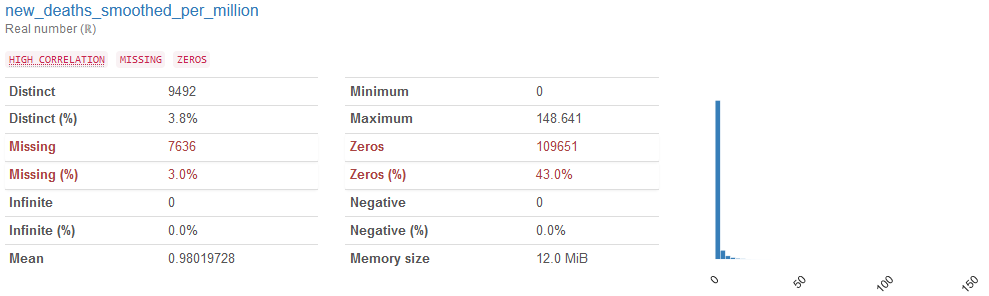 new_deaths_smoothed_per_million
Real number (ℝ)
HIGH CORRELATION MISSING ZEROS
Distinct 9492 Minimum 0
Distinct (%) 3.8% Maximum 148.641
Missing 7636 Zeros 109651
Missing (%) 3.0% Zeros (%) 43.0%
Infinite 0 Negative 0
Infinite (%) 0.0% Negative (%) 0.0%
Mean 0.98019728 Memory size 12.0 MiB
0 50 100 150